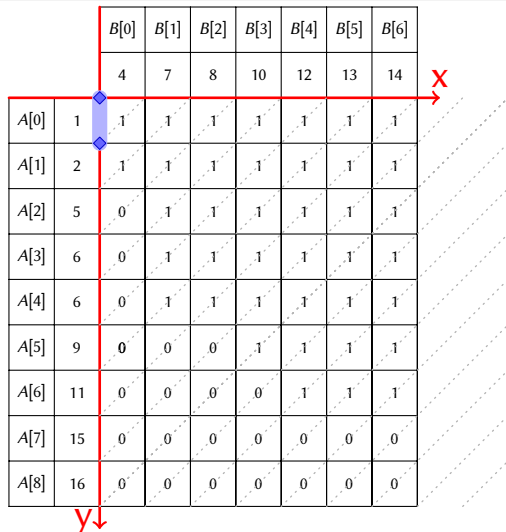 B[0] B[1] B[2] B[3] B[4] B[5] B[6]
4 7 8 10 12 13 14
x
A[0] 1 1 1 1 1 1 1 1
A[1] 2 1 1 1 1 1 1 1
A[2] 5 0 1 1 1 1 1 1
A[3] 6 0 1 1 1 1 1 1
A[4] 6 0 1 1 1 1 1 1
A[5] 9 0 0 0 1 1 1 1
A[6] 11 0 0 0 0 1 1 1
A[7] 15 0 0 0 0 0 0 0
A[8] 16 0 0 0 0 0 0 0
y